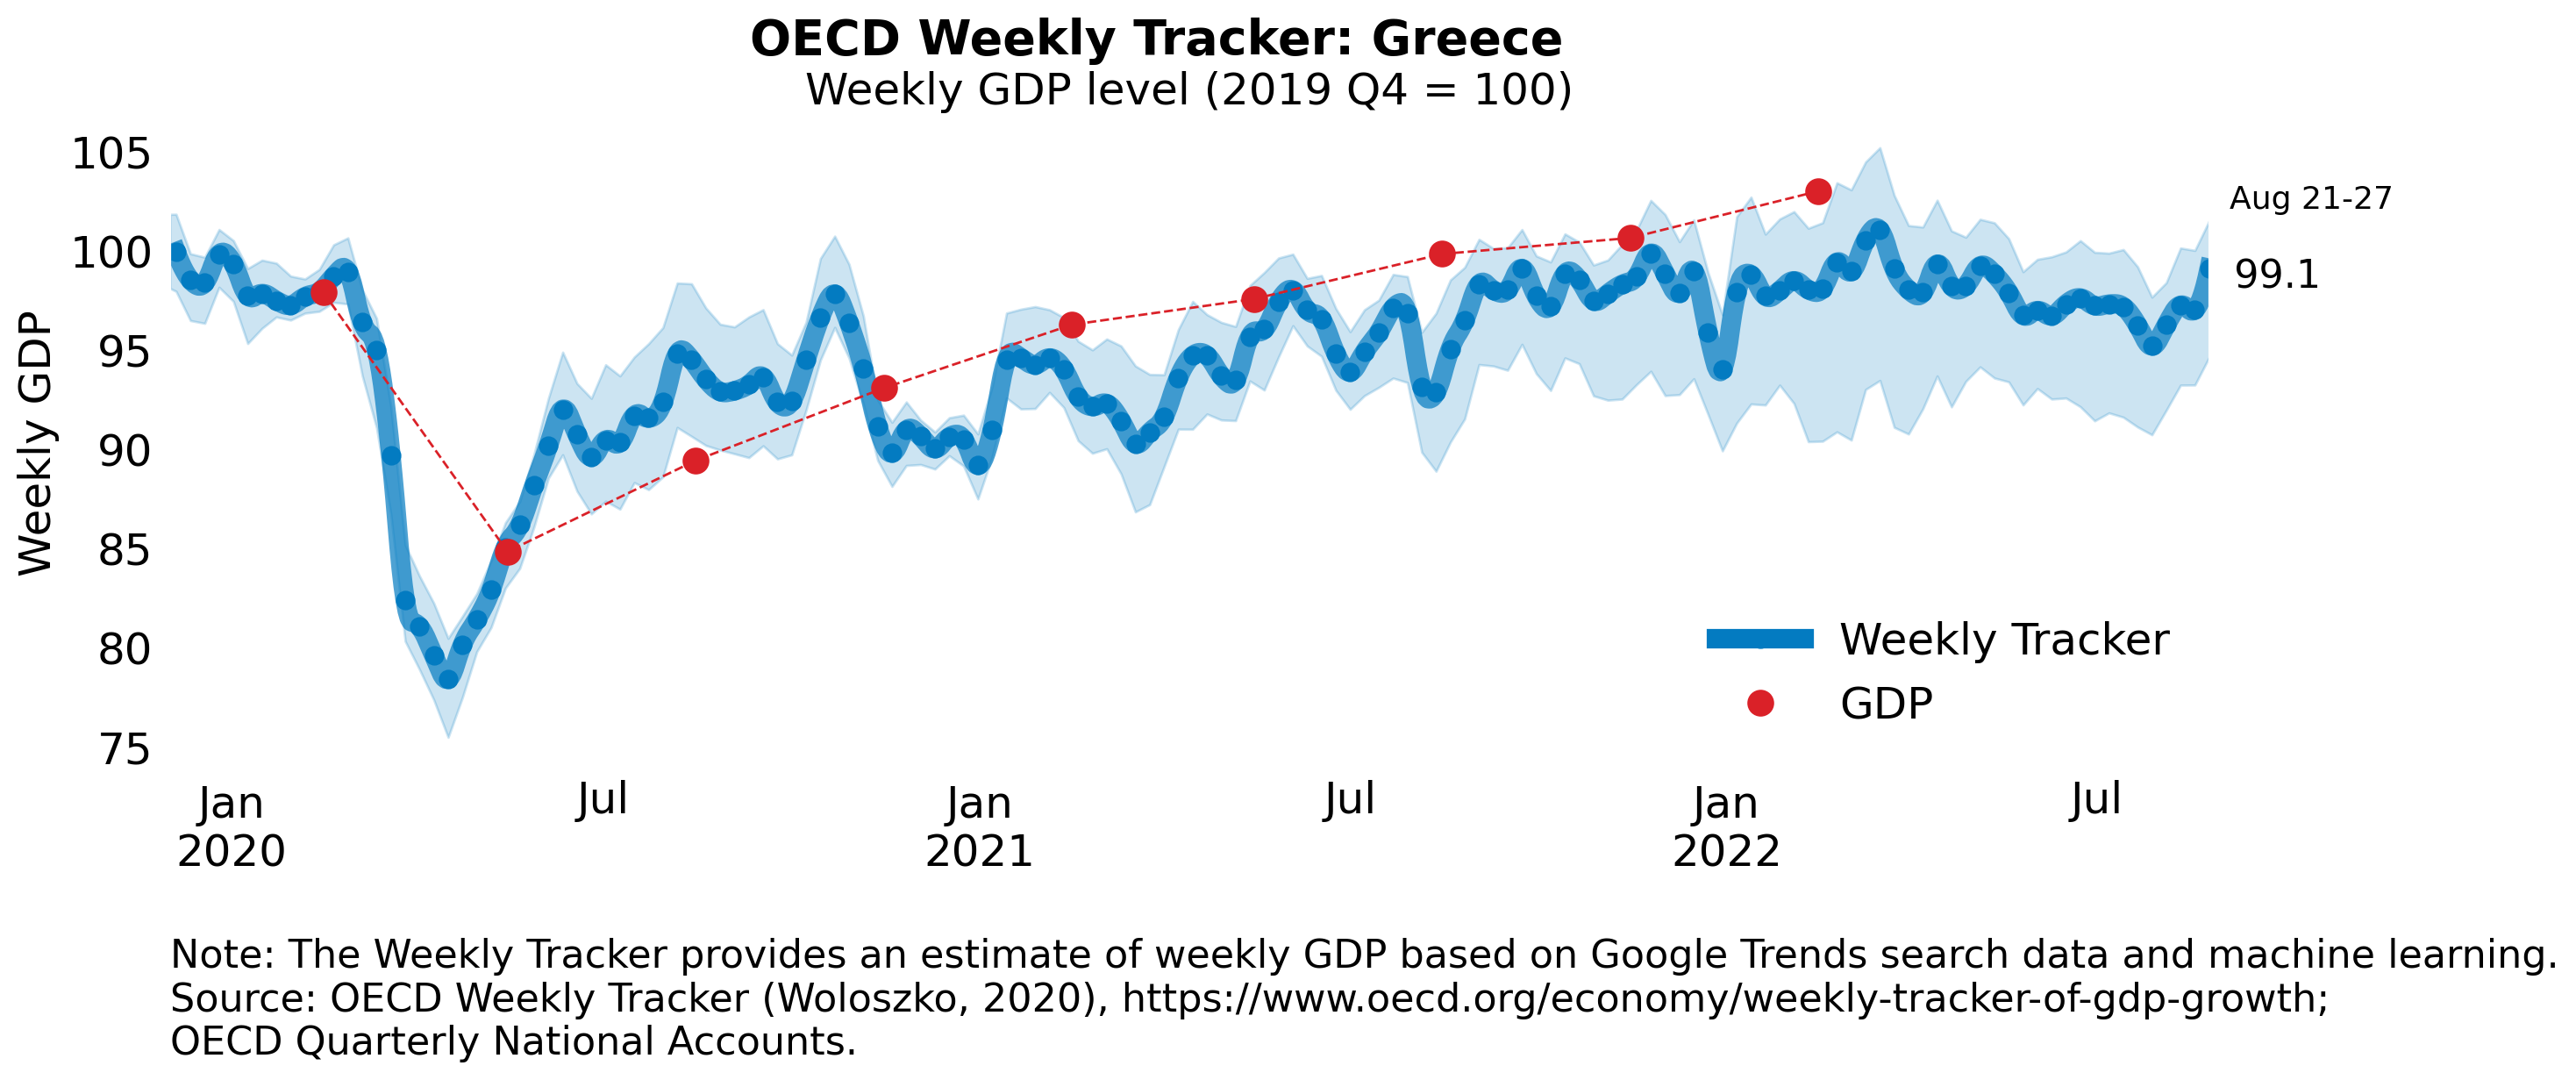 OECD Weekly Tracker: Greece
Weekly GDP level (2019 Q4 = 100)
Weekly GDP
105
100
95
90
85
80
75
Aug 21-27
99.1
Weekly Tracker
GDP
Jan
2020
Jul
Jan
2021
Jul
Jan
2022
Jul
Note: The Weekly Tracker provides an estimate of weekly GDP based on Google Trends search data and machine learning.
Source: OECD Weekly Tracker (Woloszko, 2020), https://www.oecd.org/economy/weekly-tracker-of-gdp-growth;
OECD Quarterly National Accounts.